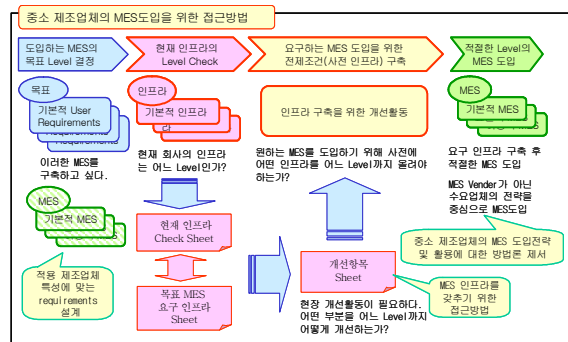 중소 제조업체의 MES도입을 위한 접근방법
도입하는 MES의
목표 Level 결정
현재 인프라의
Level Check
요구하는 MES 도입을 위한
전제조건(사전 인프라) 구축
적절한 Level의
MES 도입
목표
기본적 User
Requirements
Requirements
이러한 MES를
구축하고 싶다.
MES
기본적 MES
적용 제조업체
특성에 맞는
requirements
설계
인프라
기본적 인프라
라
현재 회사의 인프라
는 어느 Level인가?
현재 인프라
Check Sheet
목표 MES
요구 인프라
Sheet
인프라 구축을 위한 개선활동
원하는 MES를 도입하기 위해 사전에
어떤 인프라를 어느 Level까지 올려야
하는가?
개선항목
Sheet
현장 개선활동이 필요하다.
어떤 부분을 어느 Level까지
어떻게 개선하는가?
MES
기본적 MES
요구 인프라 구축 후
적절한 MES 도입
MES Vender가 아닌
수요업체의 전략을
중심으로 MES도입
중소 제조업체의 MES 도입전략
및 활용에 대한 방법론 제서
MES 인프라를
갖추기 위한
접근방법